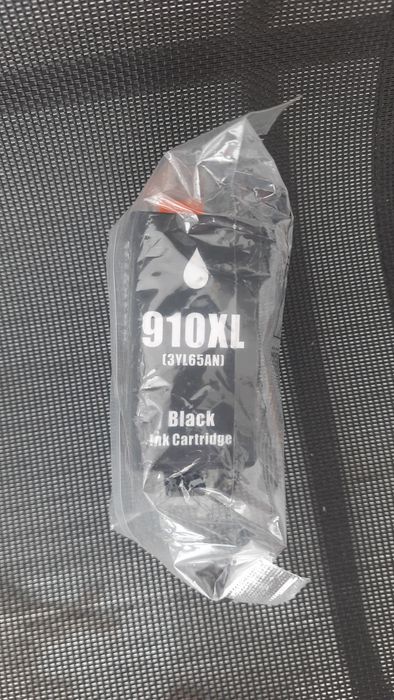 910XL
(3YL65AN)
Black
Ink Cartridge